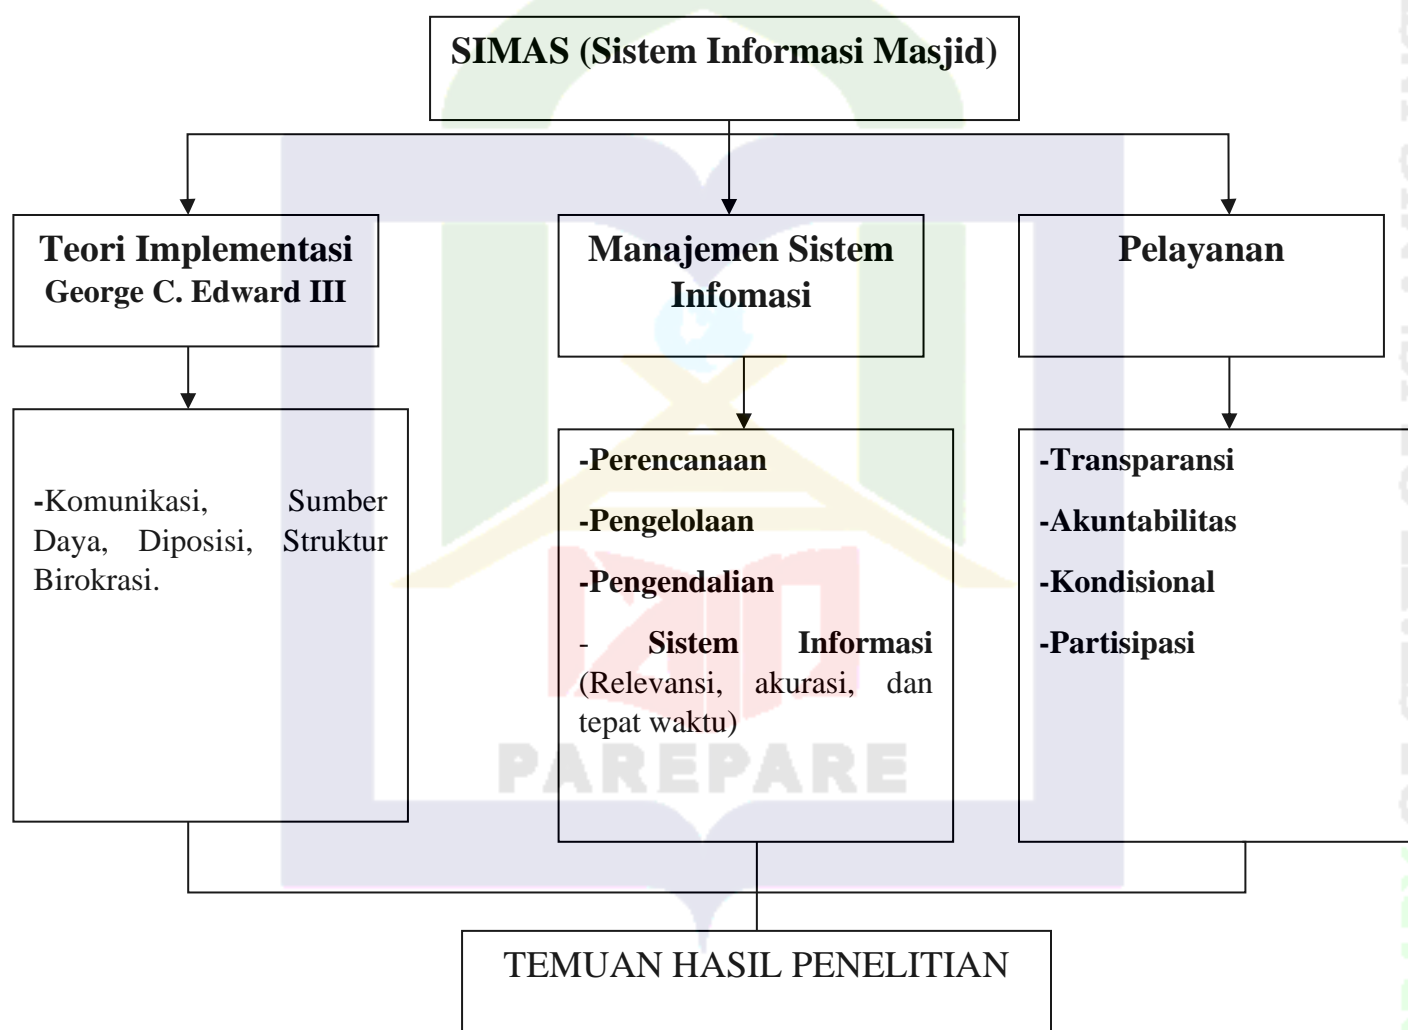 SIMAS (Sistem Informasi Masjid)
Teori Implementasi
George C. Edward III
Manajemen Sistem
Infomasi
Pelayanan
-Komunikasi, Sumber
Daya, Diposisi, Struktur
Birokrasi.
-Perencanaan
-Pengelolaan
-Pengendalian
- Sistem Informasi
(Relevansi, akurasi, dan
tepat waktu)
-Transparansi
-Akuntabilitas
-Kondisional
-Partisipasi
PAREPARE
TEMUAN HASIL PENELITIAN